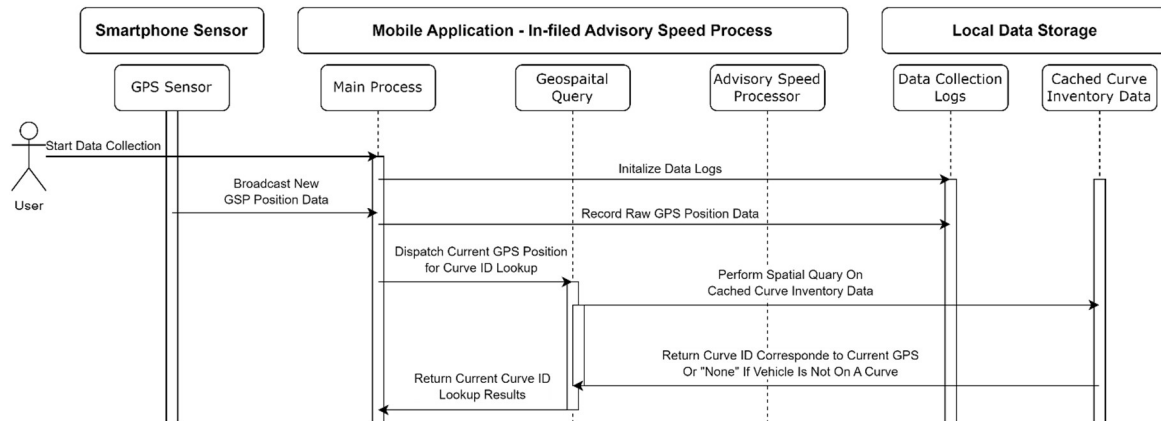 Smartphone Sensor
Mobile Application - In-filed Advisory Speed Process
Local Data Storage
GPS Sensor
Main Process
Geospaital
Query
Advisory Speed
Processor
Data Collection
Logs
Cached Curve
Inventory Data
Start Data Collection
User
Initalize Data Logs
Broadcast New
GSP Position Data
Record Raw GPS Position Data
Dispatch Current GPS Position
for Curve ID Lookup
Perform Spatial Quary On
Cached Curve Inventory Data
Return Curve ID Corresponde to Current GPS
Or "None" If Vehicle Is Not On A Curve
Return Current Curve ID
Lookup Results